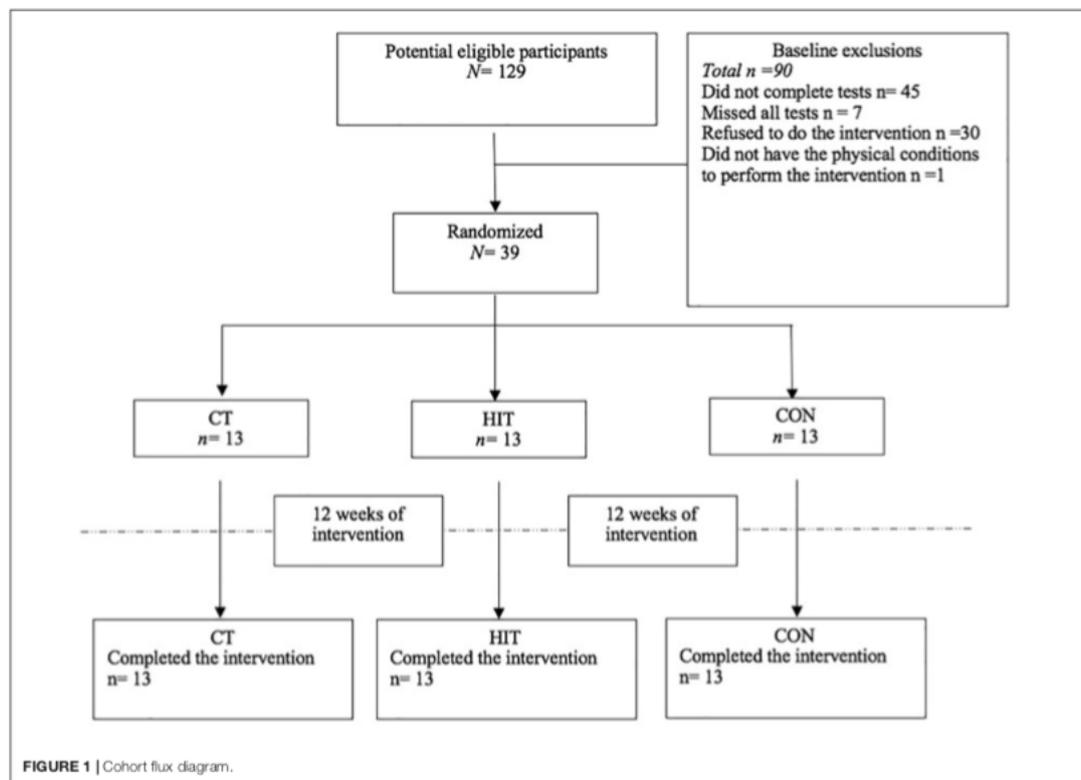 Potential eligible participants
N= 129
Baseline exclusions
Total n =90
Did not complete tests n= 45
Missed all tests n = 7
Refused to do the intervention n =30
Did not have the physical conditions
to perform the intervention n =1
Randomized
N= 39
CT
n= 13
HIT
n= 13
CON
n= 13
12 weeks of
intervention
12 weeks of
intervention
CT
Completed the intervention
n= 13
HIT
Completed the intervention
n= 13
CON
Completed the intervention
n= 13
FIGURE 1 | Cohort flux diagram.